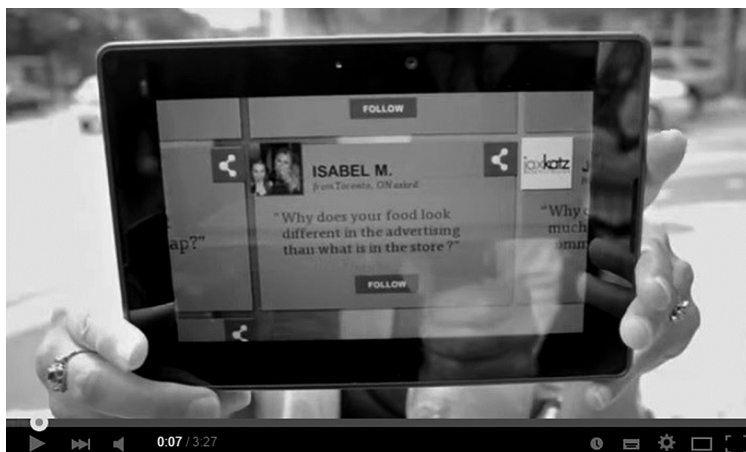 FOLLOW
ISABEL M.
from Toronto, ON asked:
"Why does your food look
different in the advertising
than what is in the store?"
FOLLOW
ap?"
jaxkatz
J
"Why
much
omm
0:07 / 3:27